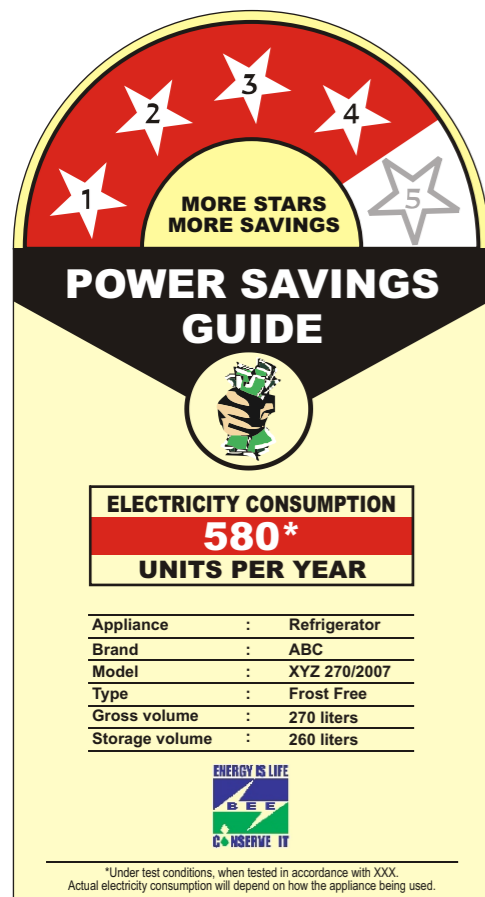 1
2
3
4
5
MORE STARS
MORE SAVINGS
POWER SAVINGS
GUIDE
ELECTRICITY CONSUMPTION
580*
UNITS PER YEAR
Appliance : Refrigerator
Brand : ABC
Model : XYZ 270/2007
Type : Frost Free
Gross volume : 270 liters
Storage volume : 260 liters
ENERGY IS LIFE
BEE
CONSERVE IT
*Under test conditions, when tested in accordance with XXX.
Actual electricity consumption will depend on how the appliance being used.